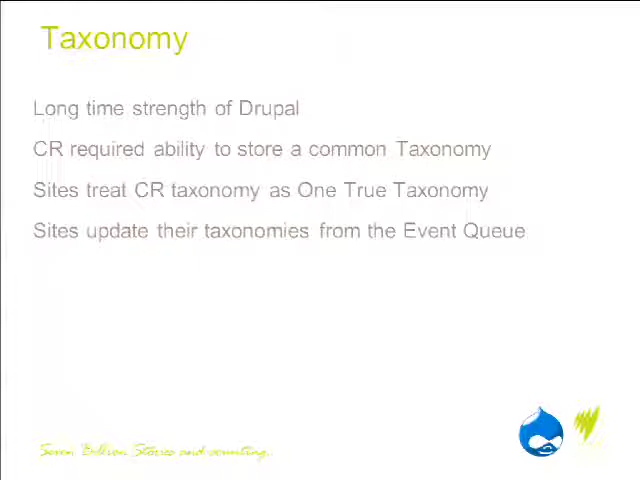 Taxonomy
Long time strength of Drupal
CR required ability to store a common Taxonomy
Sites treat CR taxonomy as One True Taxonomy
Sites update their taxonomies from the Event Queue
Seven Billion Stories and counting.